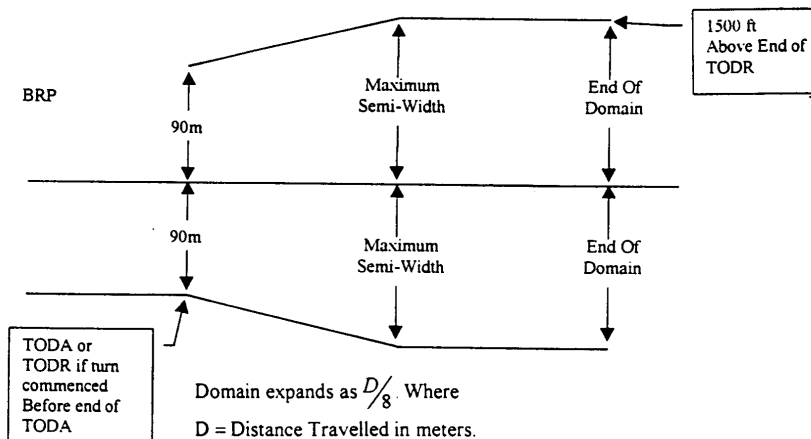 1500 ft
Above End of
TODR
BRP
90m
Maximum
Semi-Width
End Of
Domain
90m
Maximum
Semi-Width
End Of
Domain
TODA or
TODR if turn
commenced
Before end of
TODA
Domain expands as D/8. Where
D = Distance Travelled in meters.